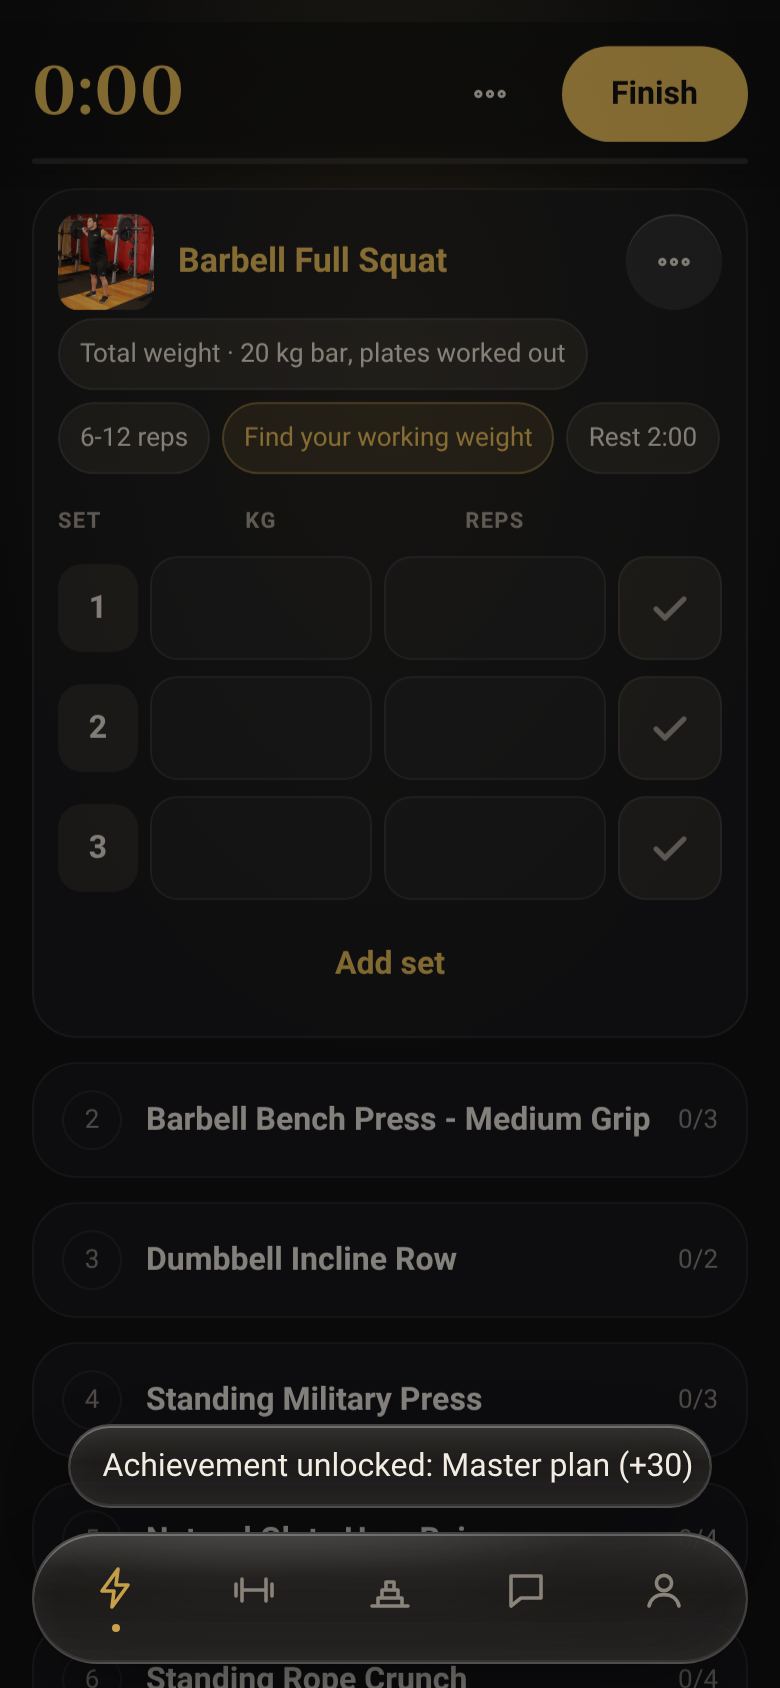 0:00
Finish
Barbell Full Squat
Total weight · 20 kg bar, plates worked out
6-12 reps
Find your working weight
Rest 2:00
SET KG REPS
1
2
3
Add set
2 Barbell Bench Press - Medium Grip 0/3
3 Dumbbell Incline Row 0/2
4 Standing Military Press 0/3
Achievement unlocked: Master plan (+30)
6 Standing Rope Crunch 0/4